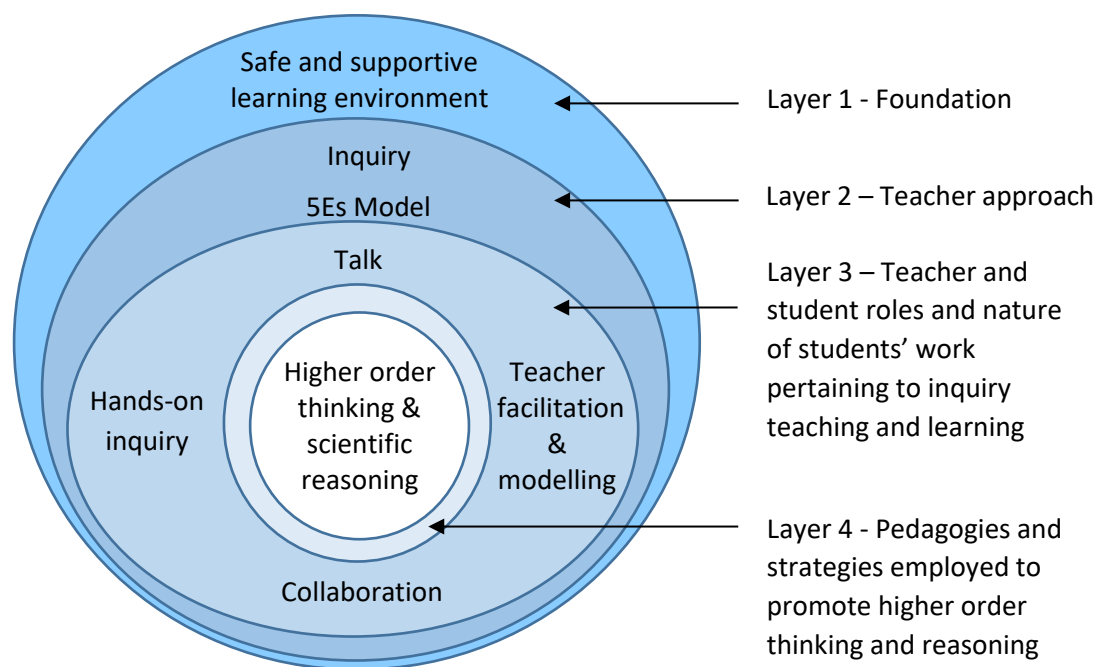 Safe and supportive
learning environment
Inquiry
5Es Model
Talk
Hands-on
inquiry
Higher order
thinking &
scientific
reasoning
Teacher
facilitation
&
modelling
Collaboration
Layer 1 - Foundation
Layer 2 – Teacher approach
Layer 3 – Teacher and
student roles and nature
of students’ work
pertaining to inquiry
teaching and learning
Layer 4 - Pedagogies and
strategies employed to
promote higher order
thinking and reasoning